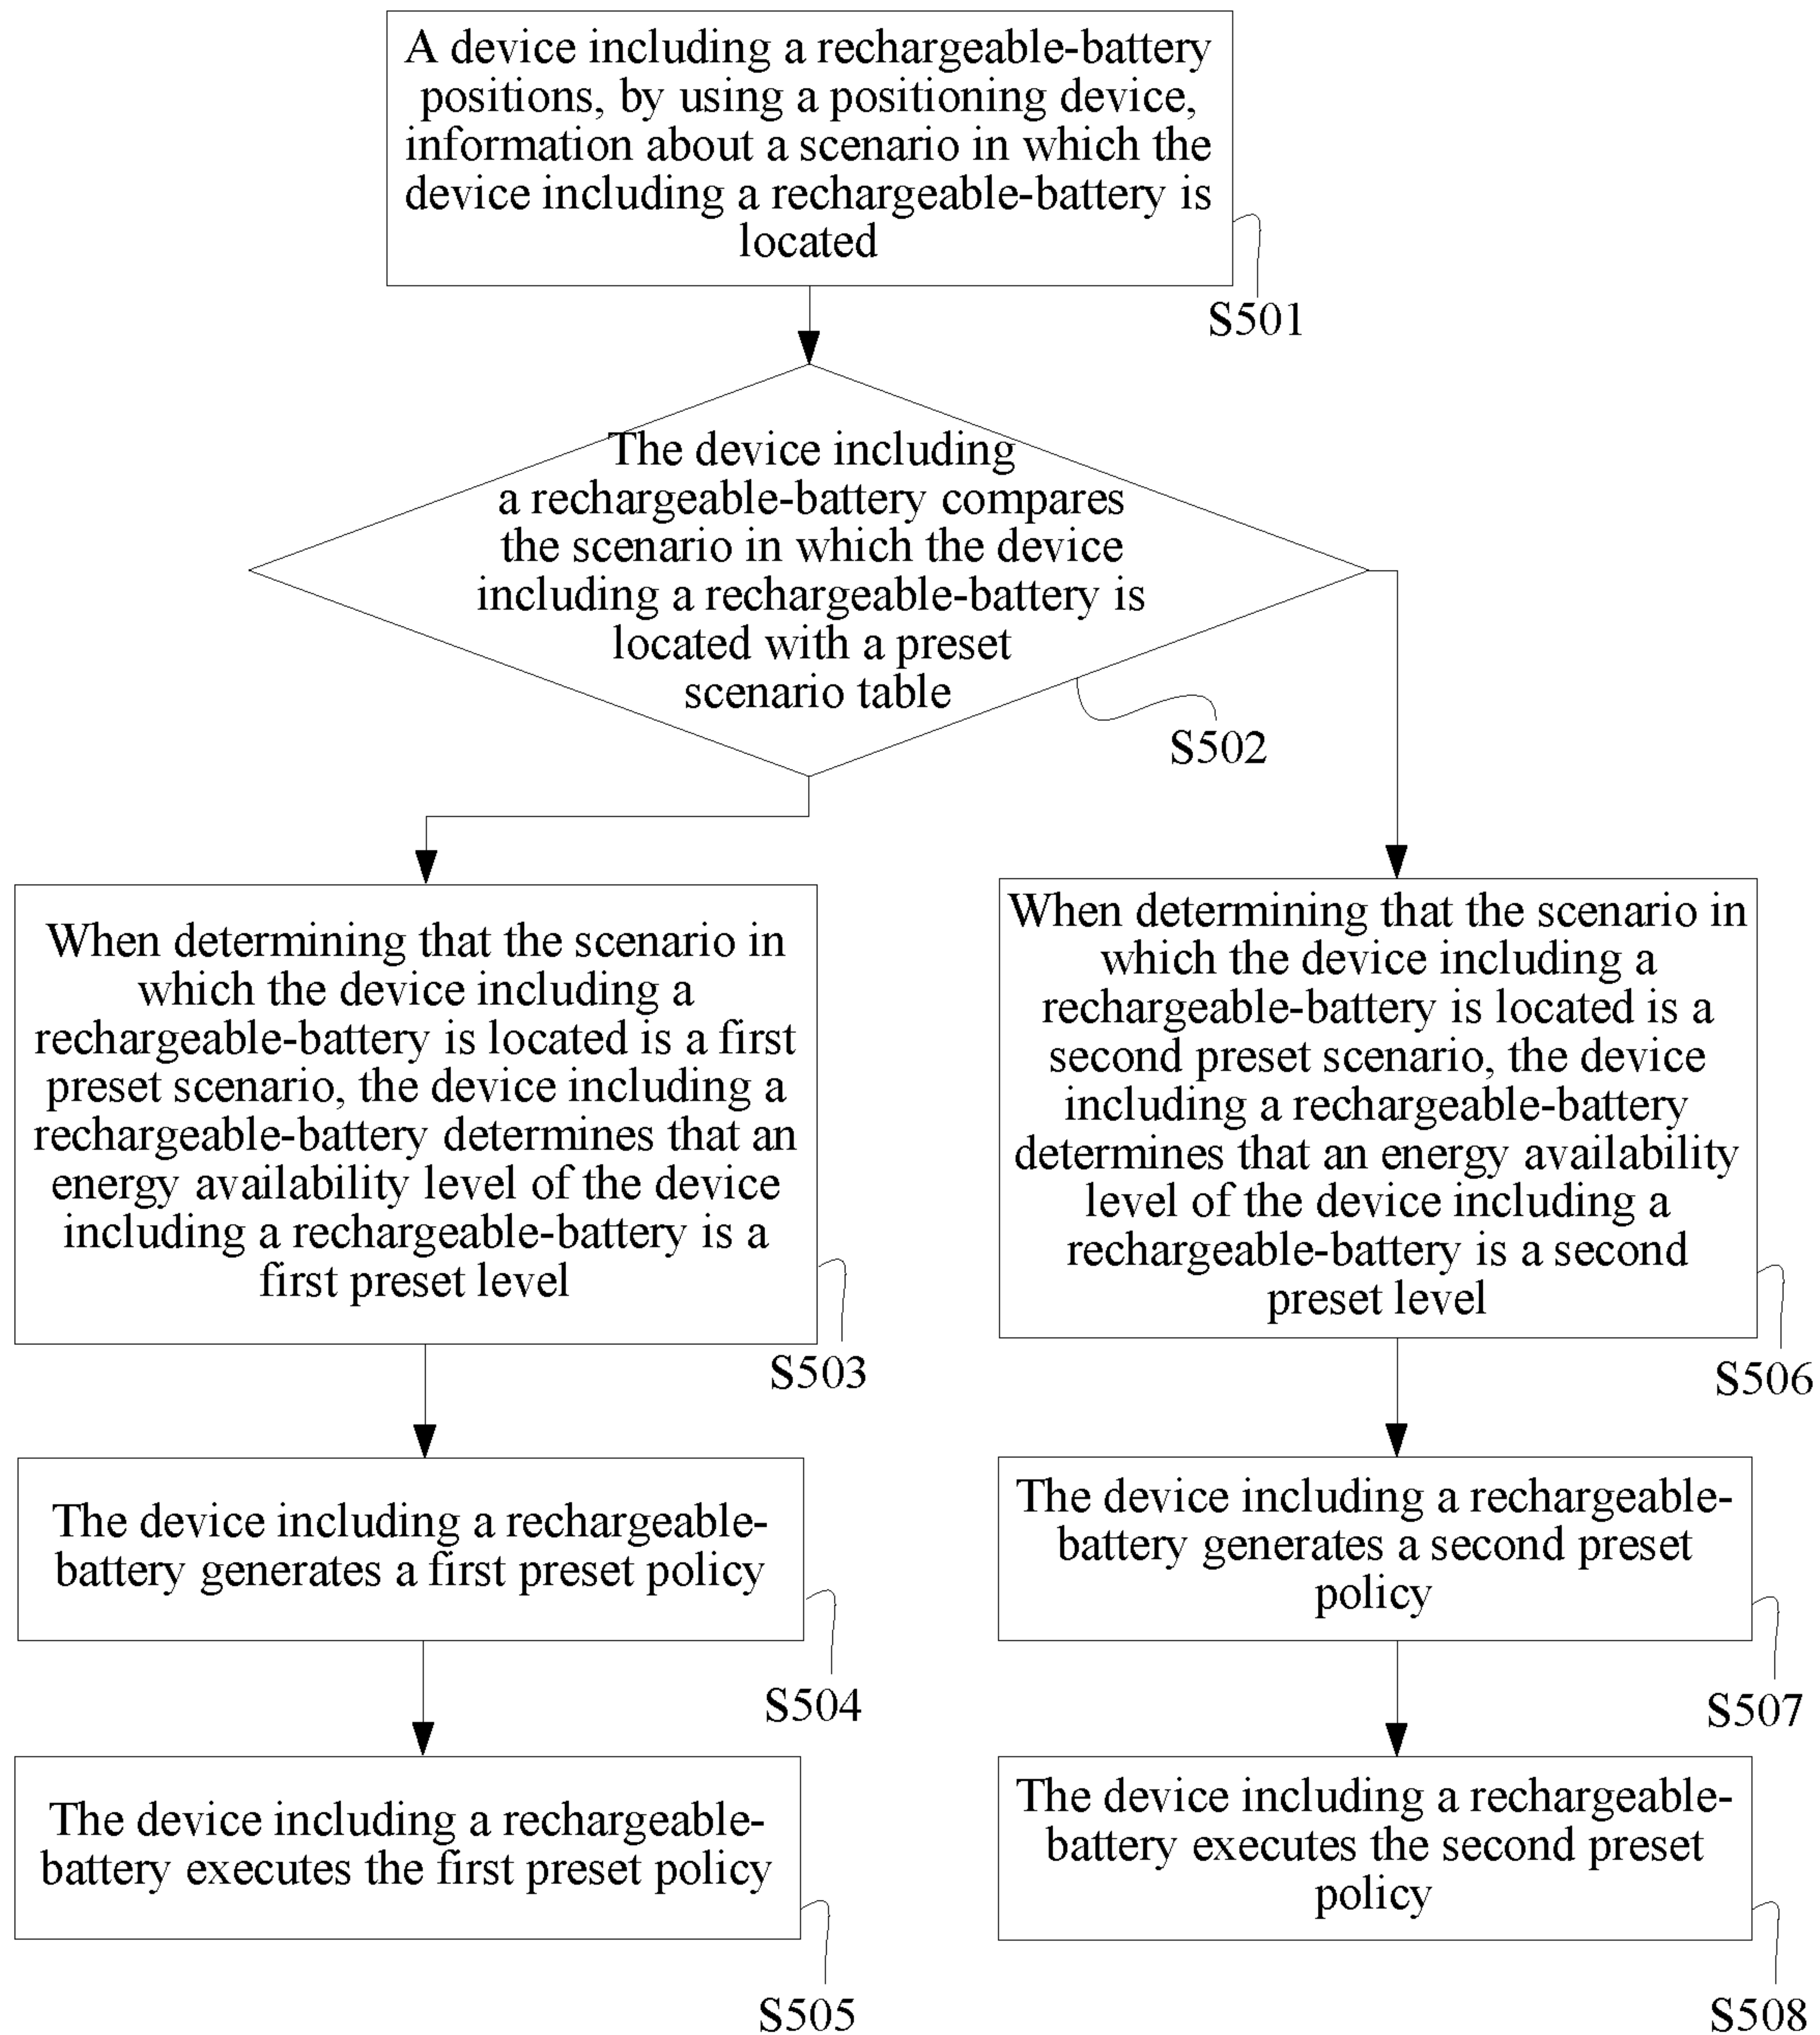 A device including a rechargeable-battery
positions, by using a positioning device,
information about a scenario in which the
device including a rechargeable-battery is
located
S501
The device including
a rechargeable-battery compares
the scenario in which the device
including a rechargeable-battery is
located with a preset
scenario table
S502
When determining that the scenario in
which the device including a
rechargeable-battery is located is a first
preset scenario, the device including a
rechargeable-battery determines that an
energy availability level of the device
including a rechargeable-battery is a
first preset level
S503
The device including a rechargeable-
battery generates a first preset policy
S504
The device including a rechargeable-
battery executes the first preset policy
S505
When determining that the scenario in
which the device including a
rechargeable-battery is located is a
second preset scenario, the device
including a rechargeable-battery
determines that an energy availability
level of the device including a
rechargeable-battery is a second
preset level
S506
The device including a rechargeable-
battery generates a second preset
policy
S507
The device including a rechargeable-
battery executes the second preset
policy
S508